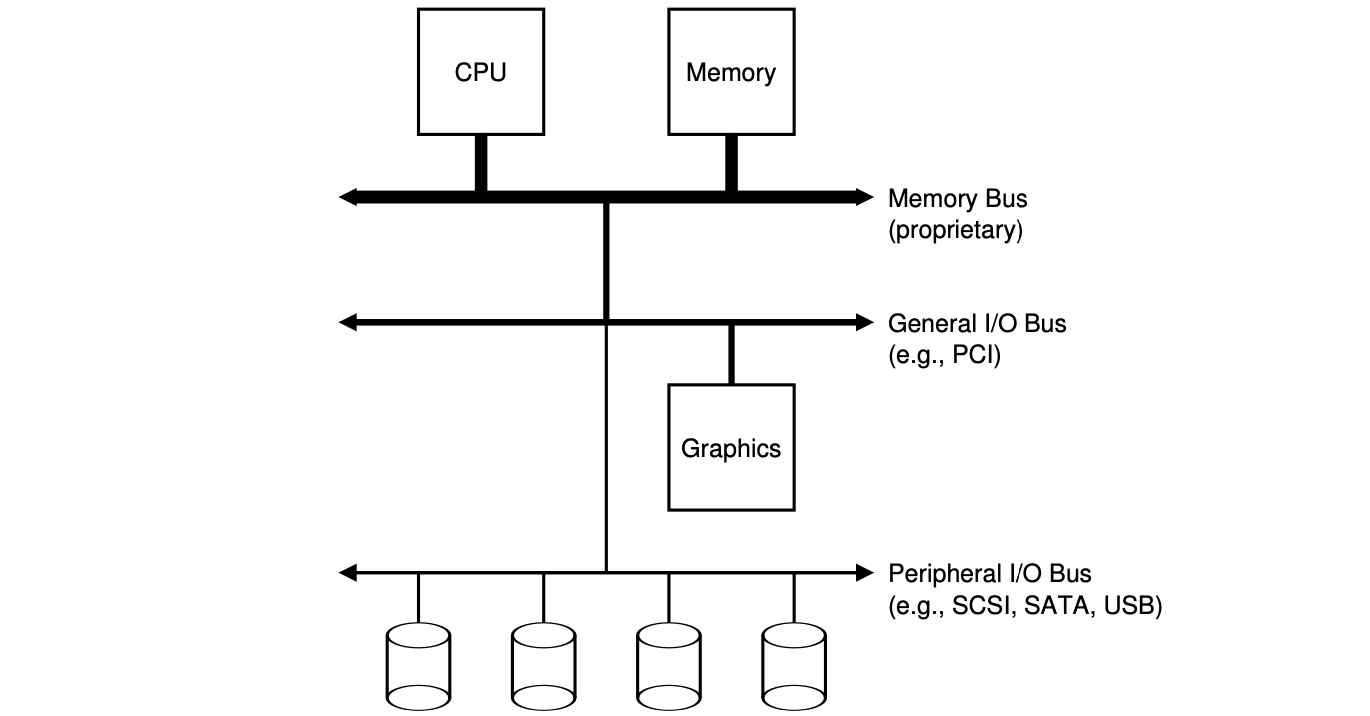 CPU
Memory
Memory Bus
(proprietary)
General I/O Bus
(e.g., PCI)
Graphics
Peripheral I/O Bus
(e.g., SCSI, SATA, USB)